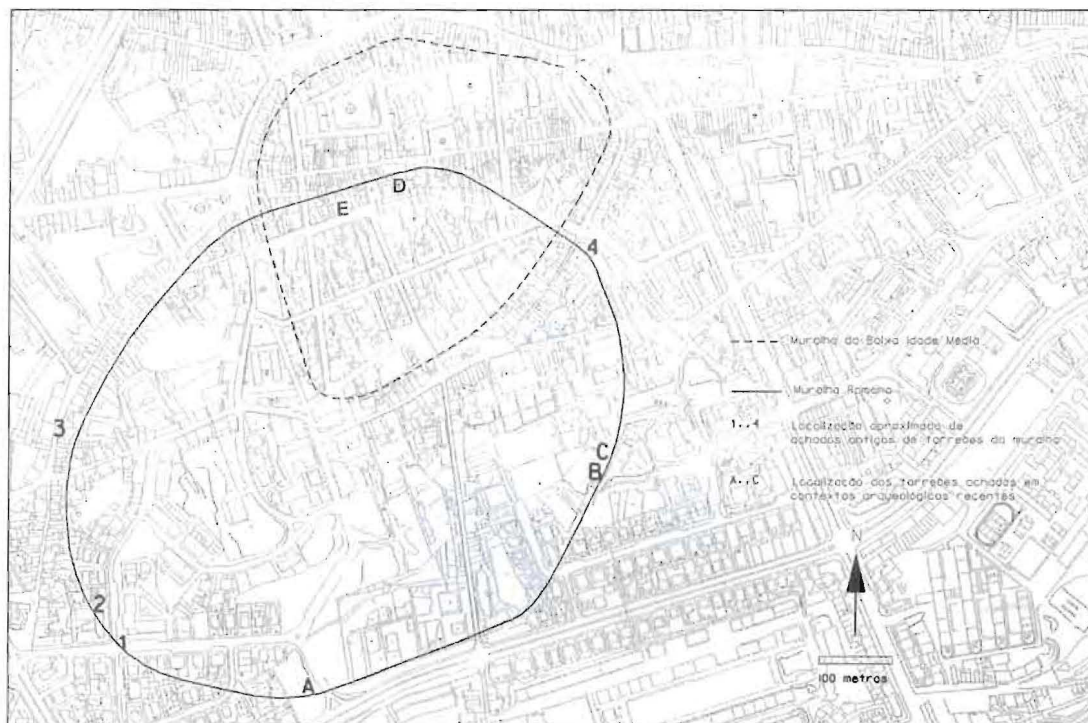 D
E
4
Muralha da Baixa Idade Média
Muralha Romana
3
1..4 Localização aproximada de
achados antigos de torreões da muralha
C
B
A..C Localização dos torreões achados em
contextos arqueológicos recentes
N
2
1
100 metros
A